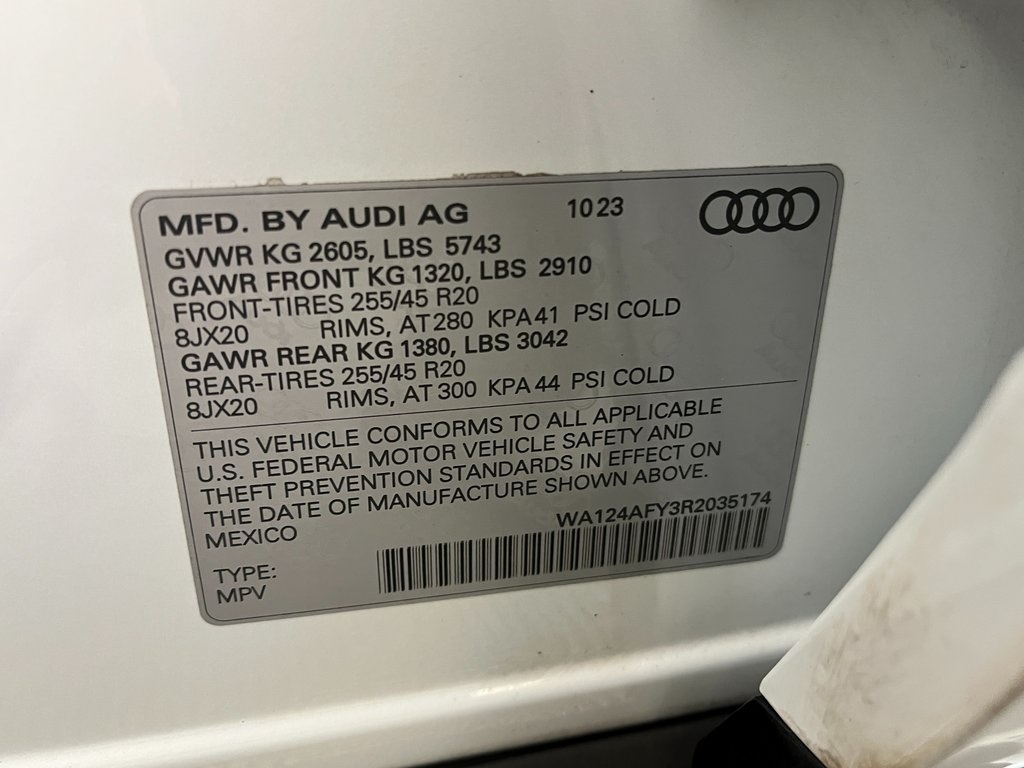 MFD. BY AUDI AG 10 23
GVWR KG 2605, LBS 5743
GAWR FRONT KG 1320, LBS 2910
FRONT-TIRES 255/45 R20
8JX20 RIMS, AT 280 KPA 41 PSI COLD
GAWR REAR KG 1380, LBS 3042
REAR-TIRES 255/45 R20
8JX20 RIMS, AT 300 KPA 44 PSI COLD
THIS VEHICLE CONFORMS TO ALL APPLICABLE
U.S. FEDERAL MOTOR VEHICLE SAFETY AND
THEFT PREVENTION STANDARDS IN EFFECT ON
THE DATE OF MANUFACTURE SHOWN ABOVE.
MEXICO WA124AFY3R2035174
TYPE:
MPV